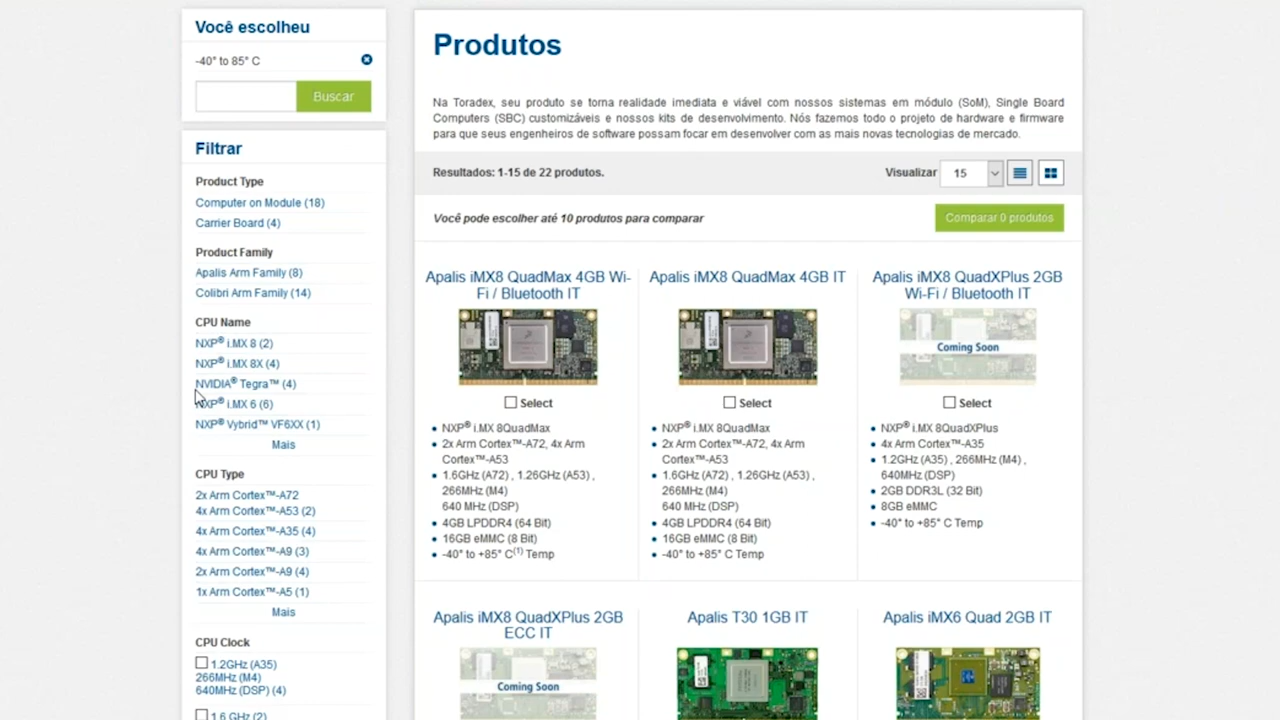 Você escolheu
-40° to 85° C
Buscar
Filtrar
Product Type
Computer on Module (18)
Carrier Board (4)
Product Family
Apalis Arm Family (8)
Colibri Arm Family (14)
CPU Name
NXP® i.MX 8 (2)
NXP® i.MX 8X (4)
NVIDIA® Tegra™ (4)
NXP® i.MX 6 (6)
NXP® Vybrid™ VF6XX (1)
Mais
CPU Type
2x Arm Cortex™-A72
4x Arm Cortex™-A53 (2)
4x Arm Cortex™-A35 (4)
4x Arm Cortex™-A9 (3)
2x Arm Cortex™-A9 (4)
1x Arm Cortex™-A5 (1)
Mais
CPU Clock
1.2GHz (A35)
266MHz (M4)
640MHz (DSP) (4)
1.6 GHz (2)
Produtos
Na Toradex, seu produto se torna realidade imediata e viável com nossos sistemas em módulo (SoM), Single Board
Computers (SBC) customizáveis e nossos kits de desenvolvimento. Nós fazemos todo o projeto de hardware e firmware
para que seus engenheiros de software possam focar em desenvolver com as mais novas tecnologias de mercado.
Resultados: 1-15 de 22 produtos.
Visualizar 15
Você pode escolher até 10 produtos para comparar
Comparar 0 produtos
Apalis iMX8 QuadMax 4GB Wi-
Fi / Bluetooth IT
Select
NXP® i.MX 8QuadMax
2x Arm Cortex™-A72, 4x Arm
Cortex™-A53
1.6GHz (A72) , 1.26GHz (A53) ,
266MHz (M4)
640 MHz (DSP)
4GB LPDDR4 (64 Bit)
16GB eMMC (8 Bit)
-40° to +85° C(1) Temp
Apalis iMX8 QuadMax 4GB IT
Select
NXP® i.MX 8QuadMax
2x Arm Cortex™-A72, 4x Arm
Cortex™-A53
1.6GHz (A72) , 1.26GHz (A53) ,
266MHz (M4)
640 MHz (DSP)
4GB LPDDR4 (64 Bit)
16GB eMMC (8 Bit)
-40° to +85° C Temp
Apalis iMX8 QuadXPlus 2GB
Wi-Fi / Bluetooth IT
Coming Soon
Select
NXP® i.MX 8QuadXPlus
4x Arm Cortex™-A35
1.2GHz (A35) , 266MHz (M4) ,
640MHz (DSP)
2GB DDR3L (32 Bit)
8GB eMMC
-40° to +85° C Temp
Apalis iMX8 QuadXPlus 2GB
ECC IT
Coming Soon
Apalis T30 1GB IT
Apalis iMX6 Quad 2GB IT